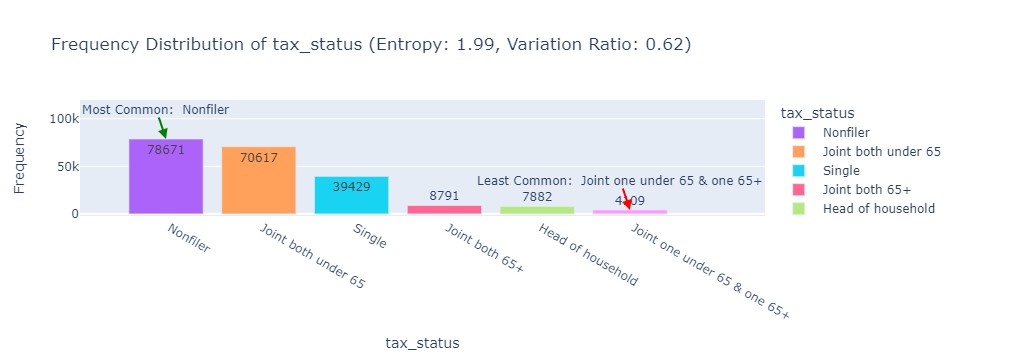 Frequency Distribution of tax_status (Entropy: 1.99, Variation Ratio: 0.62)
Most Common: Nonfiler
Least Common: Joint one under 65 & one 65+
Frequency
100k
50k
0
78671
70617
39429
8791
7882
Nonfiler
Joint both under 65
Single
Joint both 65+
Head of household
Joint one under 65 & one 65+
tax_status
tax_status
Nonfiler
Joint both under 65
Single
Joint both 65+
Head of household